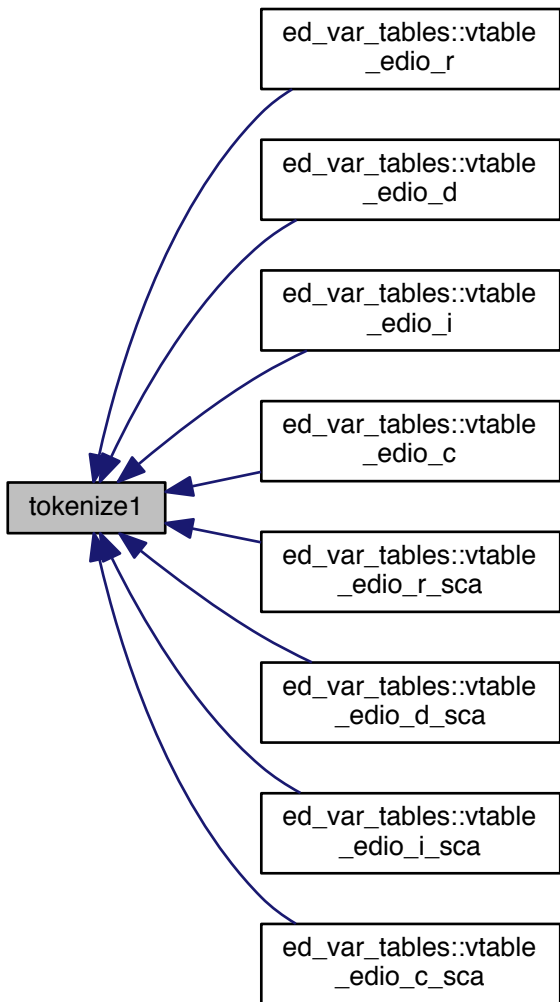 ed_var_tables::vtable
_edio_r
ed_var_tables::vtable
_edio_d
ed_var_tables::vtable
_edio_i
ed_var_tables::vtable
_edio_c
tokenize1
ed_var_tables::vtable
_edio_r_sca
ed_var_tables::vtable
_edio_d_sca
ed_var_tables::vtable
_edio_i_sca
ed_var_tables::vtable
_edio_c_sca